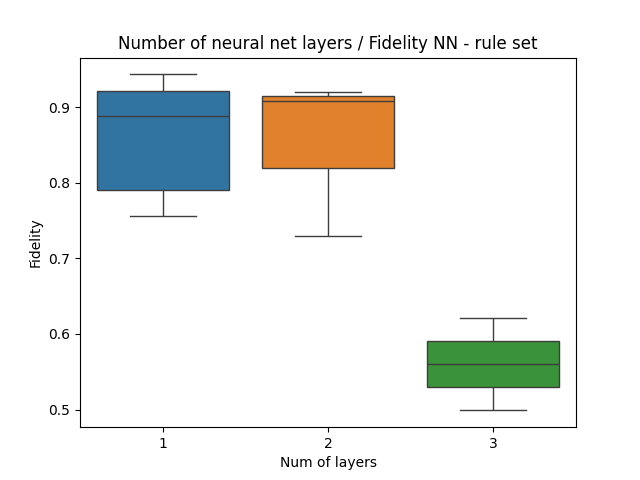 Number of neural net layers / Fidelity NN - rule set
0.9
0.8
0.7
0.6
0.5
Fidelity
1 2 3
Num of layers